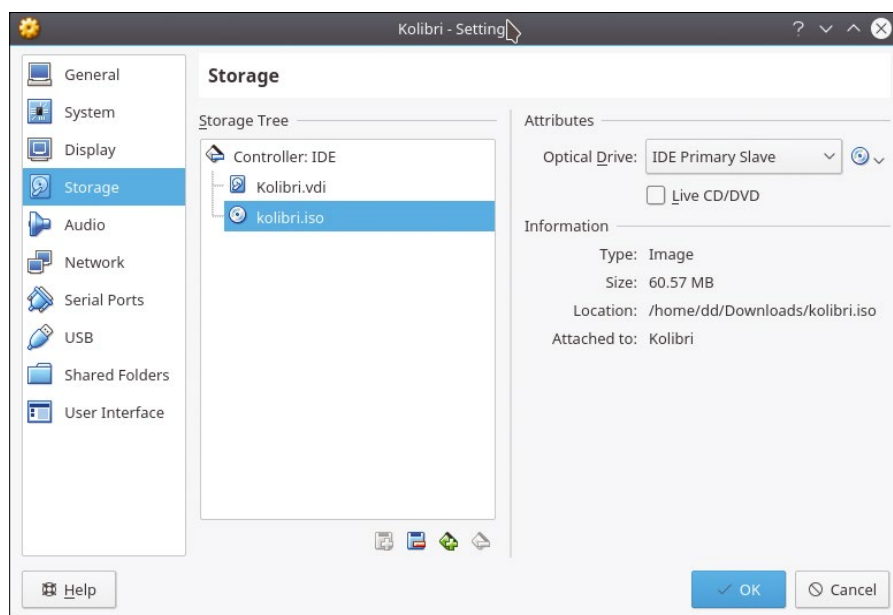 Kolibri - Setting
?
General
System
Display
Storage
Audio
Network
Serial Ports
USB
Shared Folders
User Interface
Storage
Storage Tree
Controller: IDE
Kolibri.vdi
kolibri.iso
Attributes
Optical Drive: IDE Primary Slave
Live CD/DVD
Information
Type: Image
Size: 60.57 MB
Location: /home/dd/Downloads/kolibri.iso
Attached to: Kolibri
Help
OK
Cancel